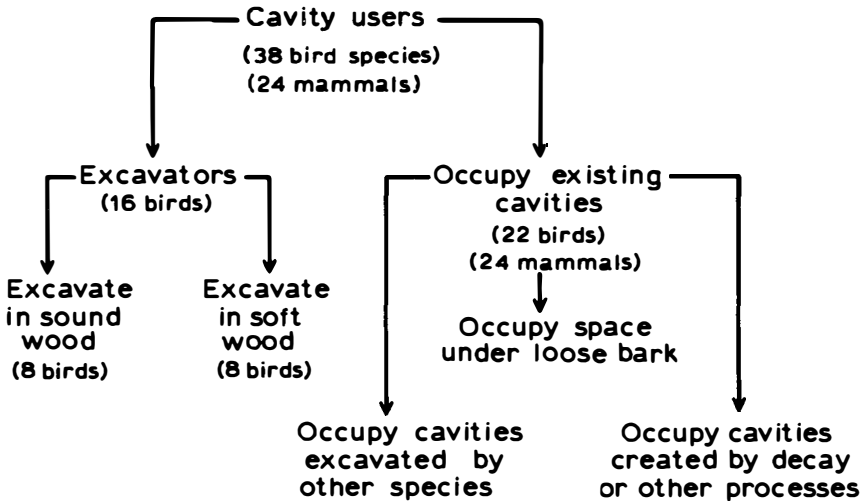 Cavity users
(38 bird species)
(24 mammals)
Excavators
(16 birds)
Occupy existing
cavities
(22 birds)
(24 mammals)
Excavate
in sound
wood
(8 birds)
Excavate
in soft
wood
(8 birds)
Occupy space
under loose bark
Occupy cavities
excavated by
other species
Occupy cavities
created by decay
or other processes